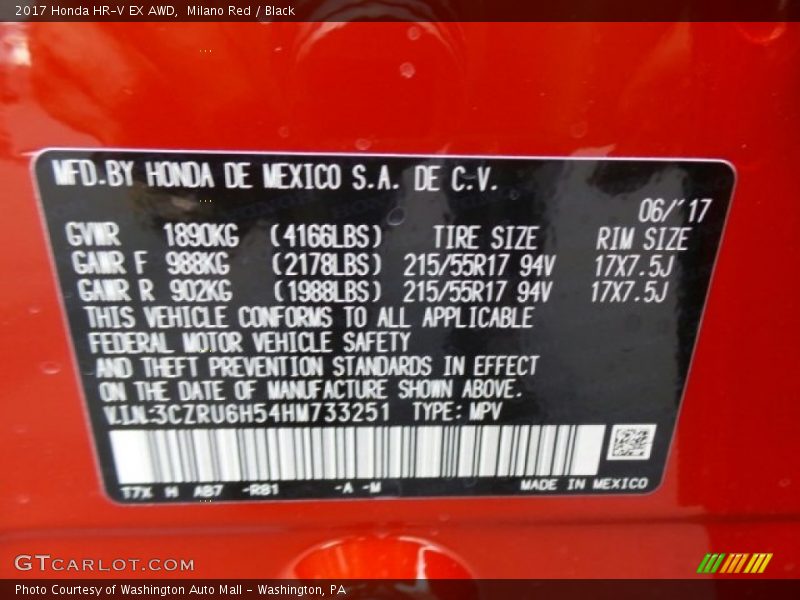 2017 Honda HR-V EX AWD,  Milano Red / Black
MFD.BY HONDA DE MEXICO S.A. DE C.V.
06/'17
GVWR 1890KG (4166LBS) TIRE SIZE RIM SIZE
GAWR F 988KG (2178LBS) 215/55R17 94V 17X7.5J
GAWR R 902KG (1988LBS) 215/55R17 94V 17X7.5J
THIS VEHICLE CONFORMS TO ALL APPLICABLE
FEDERAL MOTOR VEHICLE SAFETY
AND THEFT PREVENTION STANDARDS IN EFFECT
ON THE DATE OF MANUFACTURE SHOWN ABOVE.
V.I.N.:3CZRU6H54HM733251 TYPE: MPV
T7X H AB7 -R81 -A -M MADE IN MEXICO
GTCARLOT.COM
Photo Courtesy of Washington Auto Mall - Washington, PA